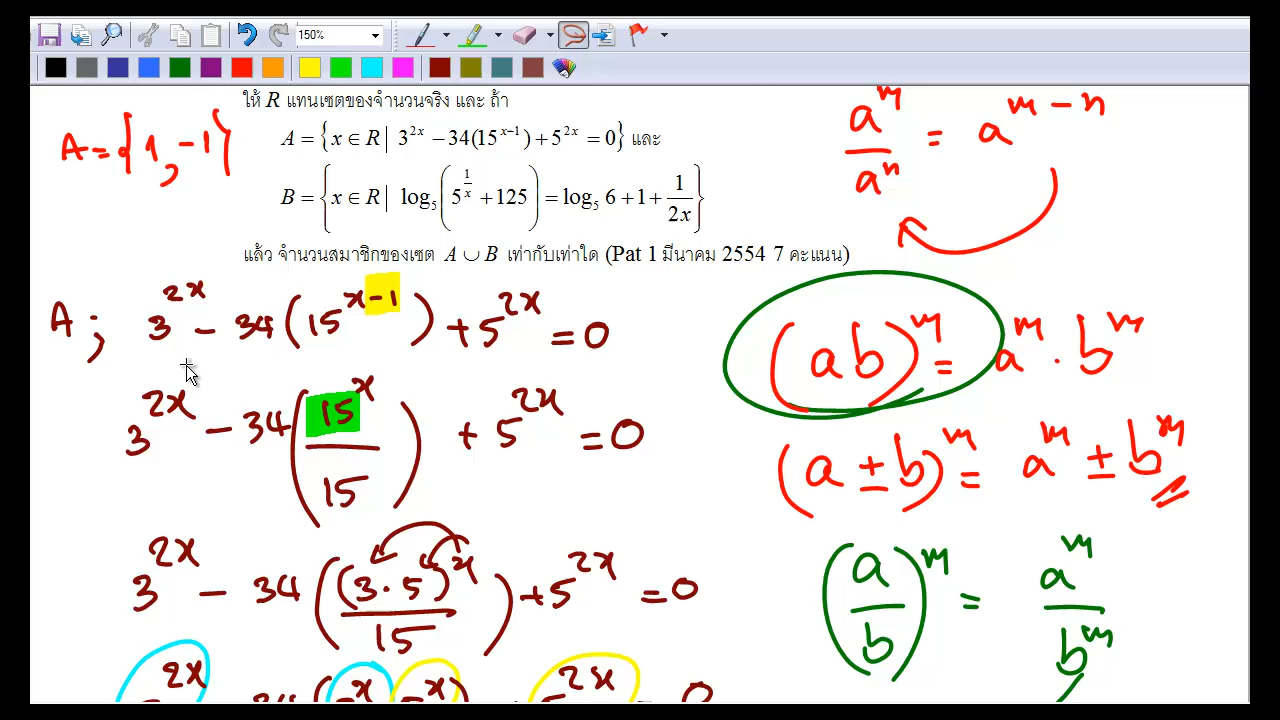 150%
ให้ R แทนเซตของจำนวนจริง และ ถ้า
A = {x ∈ R | 3^{2x} − 34(15^{x−1}) + 5^{2x} = 0} และ
B = {x ∈ R | log₅(5^{1/x} + 125) = log₅ 6 + 1 + 1/(2x)}
แล้ว จำนวนสมาชิกของเซต A ∪ B เท่ากับเท่าใด (Pat 1 มีนาคม 2554 7 คะแนน)
A = {1, -1}
A; 3^{2x} − 34(15^{x−1}) + 5^{2x} = 0
3^{2x} − 34(15^x/15) + 5^{2x} = 0
3^{2x} − 34((3·5)^x/15) + 5^{2x} = 0
a^m/a^n = a^{m−n}
(ab)^m = a^m · b^m
(a ± b)^m = a^m ± b^m
(a/b)^m = a^m/b^m